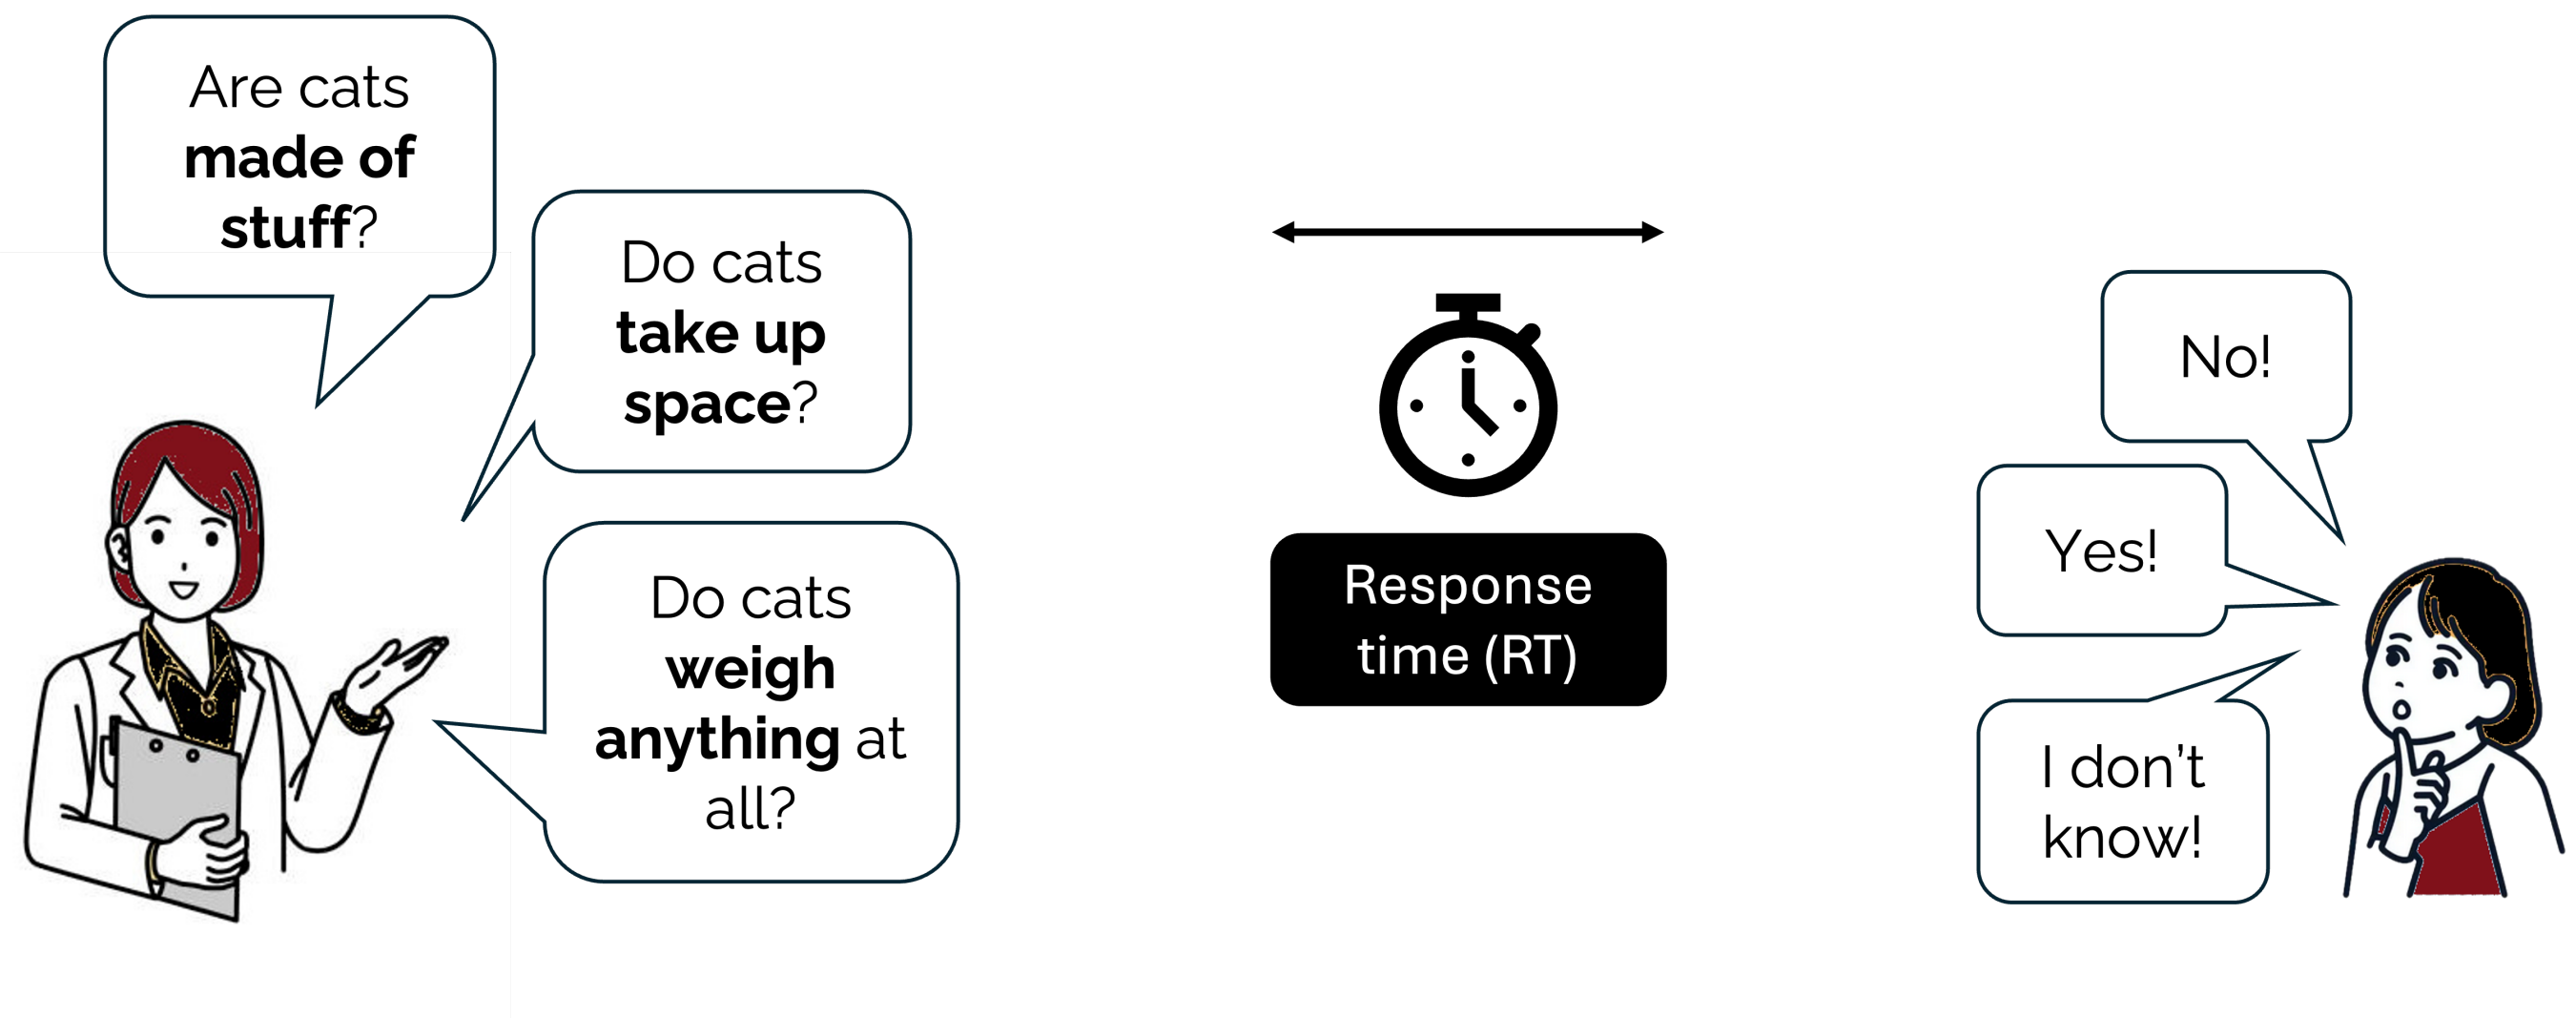 Are cats
made of
stuff?
Do cats
take up
space?
Do cats
weigh
anything at
all?
Response
time (RT)
No!
Yes!
I don't
know!